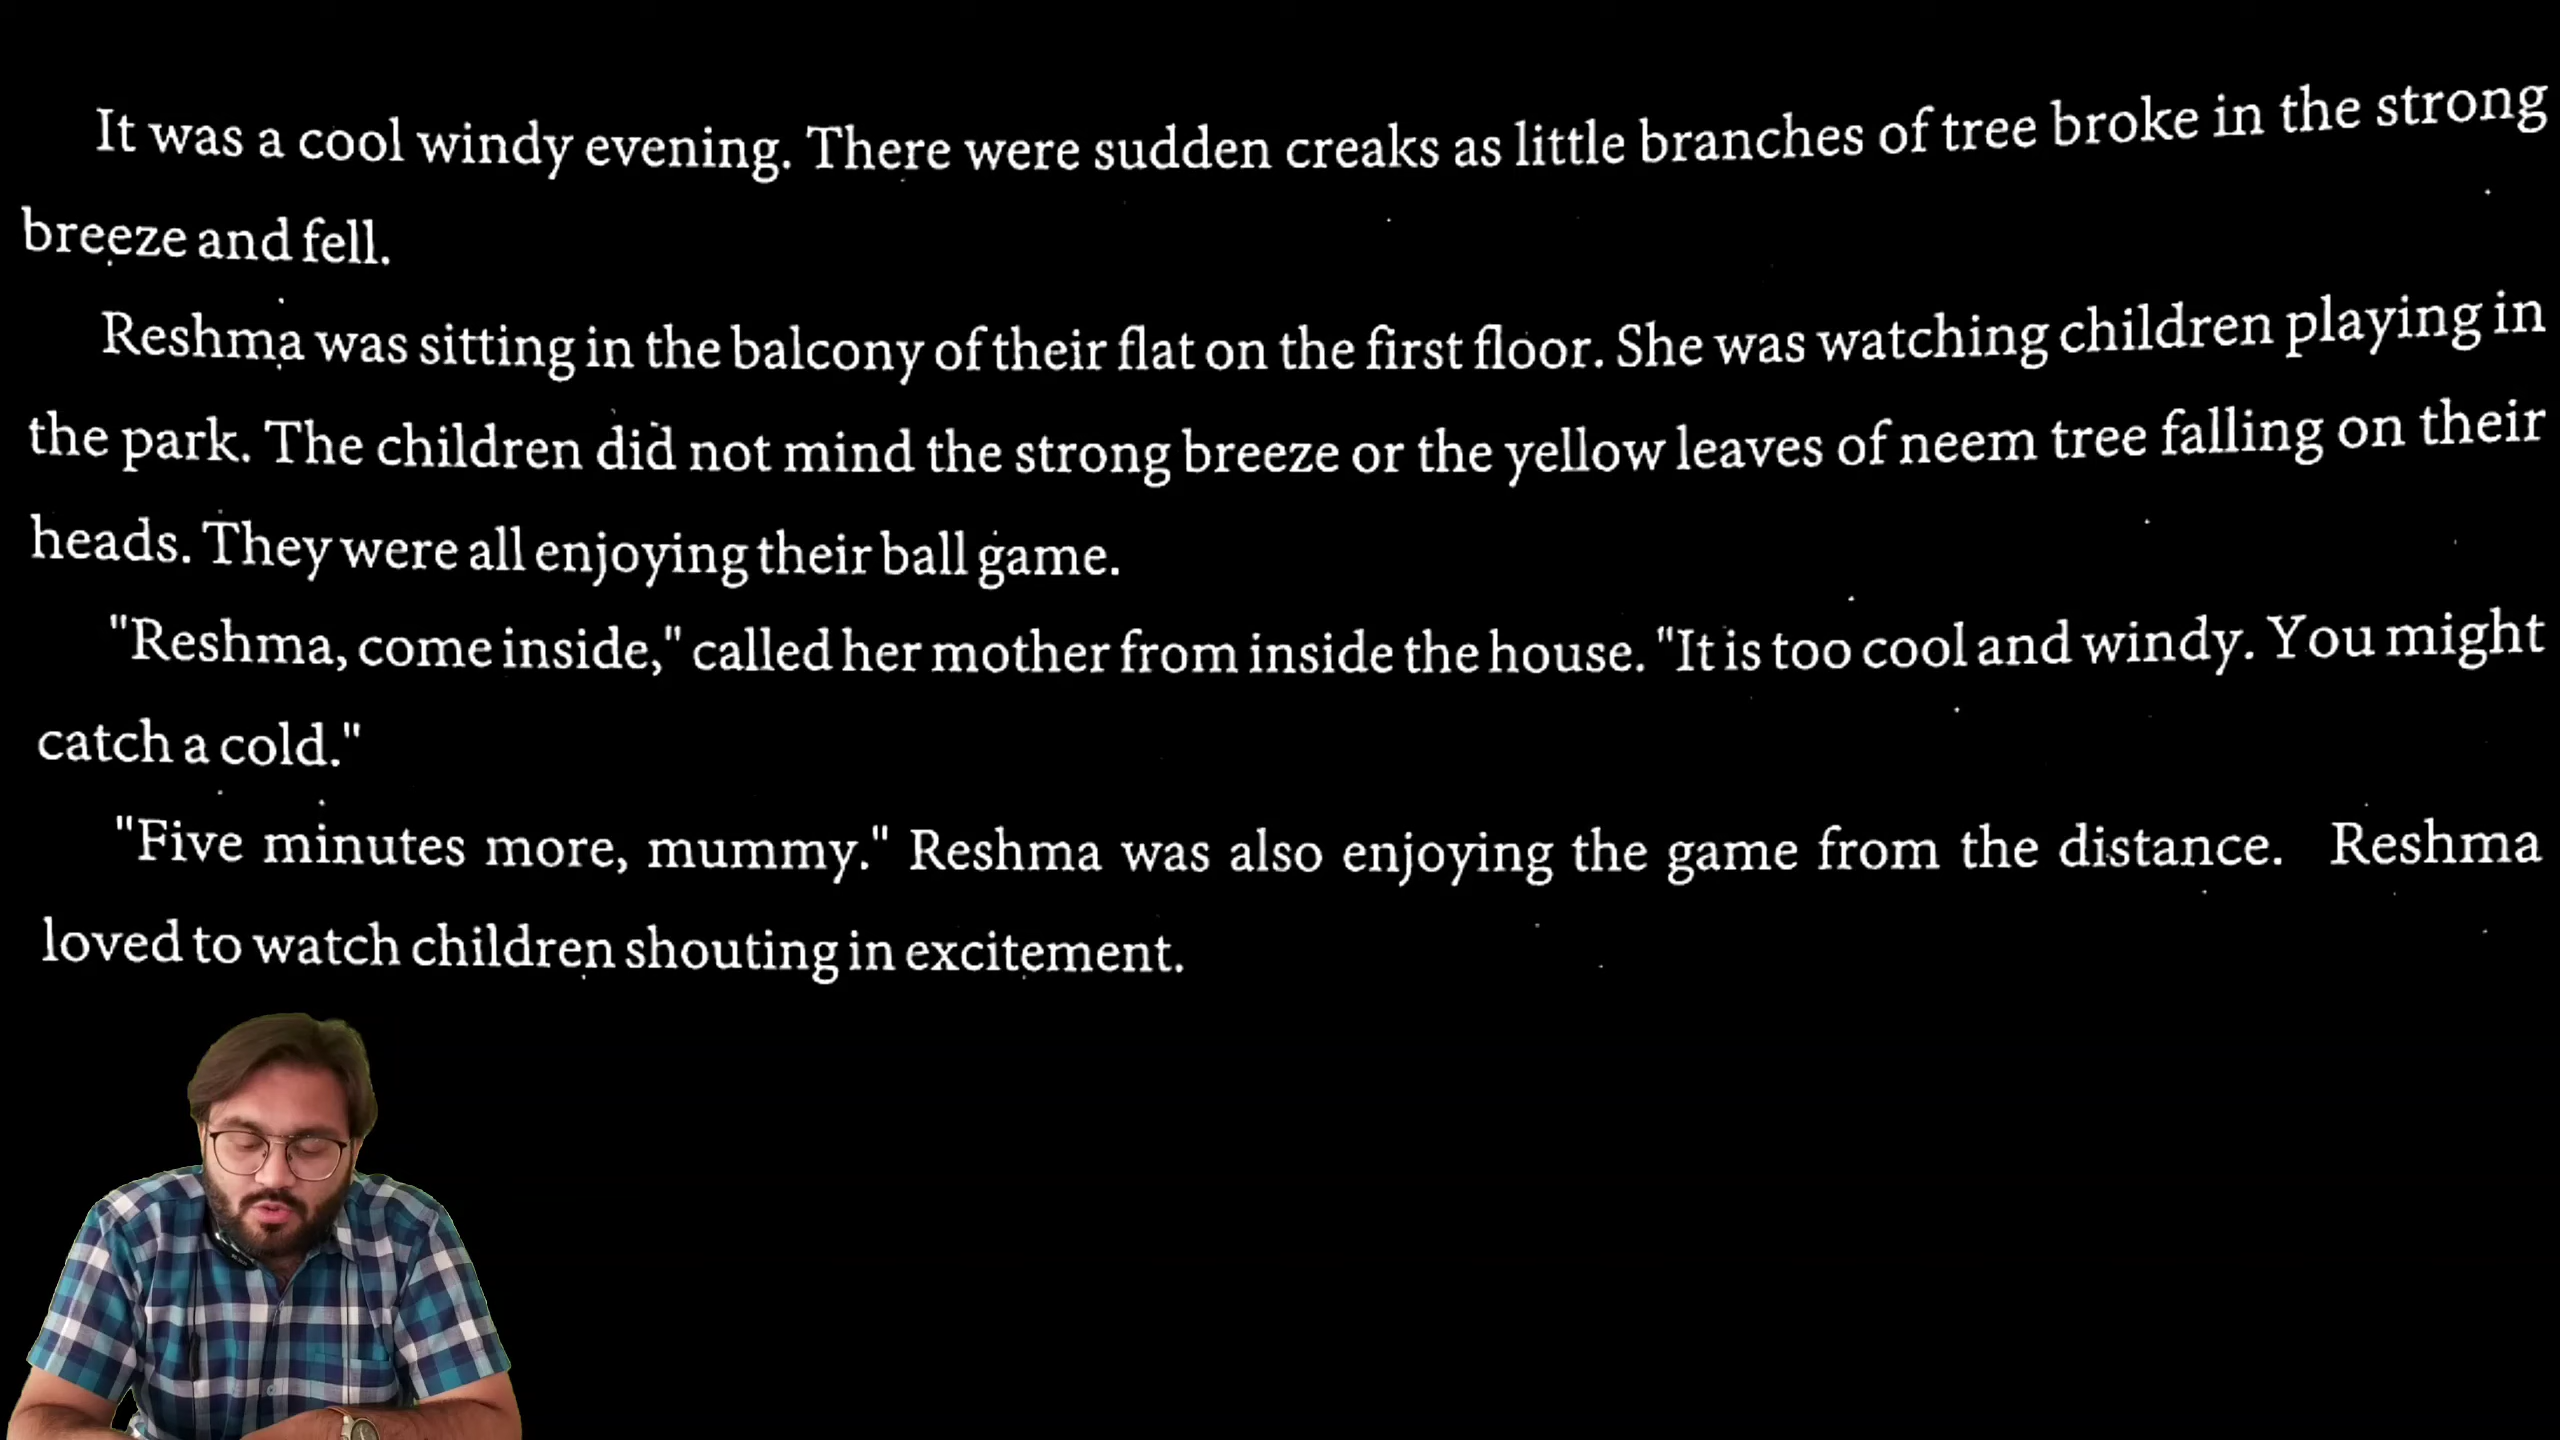 It was a cool windy evening. There were sudden creaks as little branches of tree broke in the strong
breeze and fell.
Reshma was sitting in the balcony of their flat on the first floor. She was watching children playing in
the park. The children did not mind the strong breeze or the yellow leaves of neem tree falling on their
heads. They were all enjoying their ball game.
"Reshma, come inside," called her mother from inside the house. "It is too cool and windy. You might
catch a cold."
"Five minutes more, mummy." Reshma was also enjoying the game from the distance. Reshma
loved to watch children shouting in excitement.